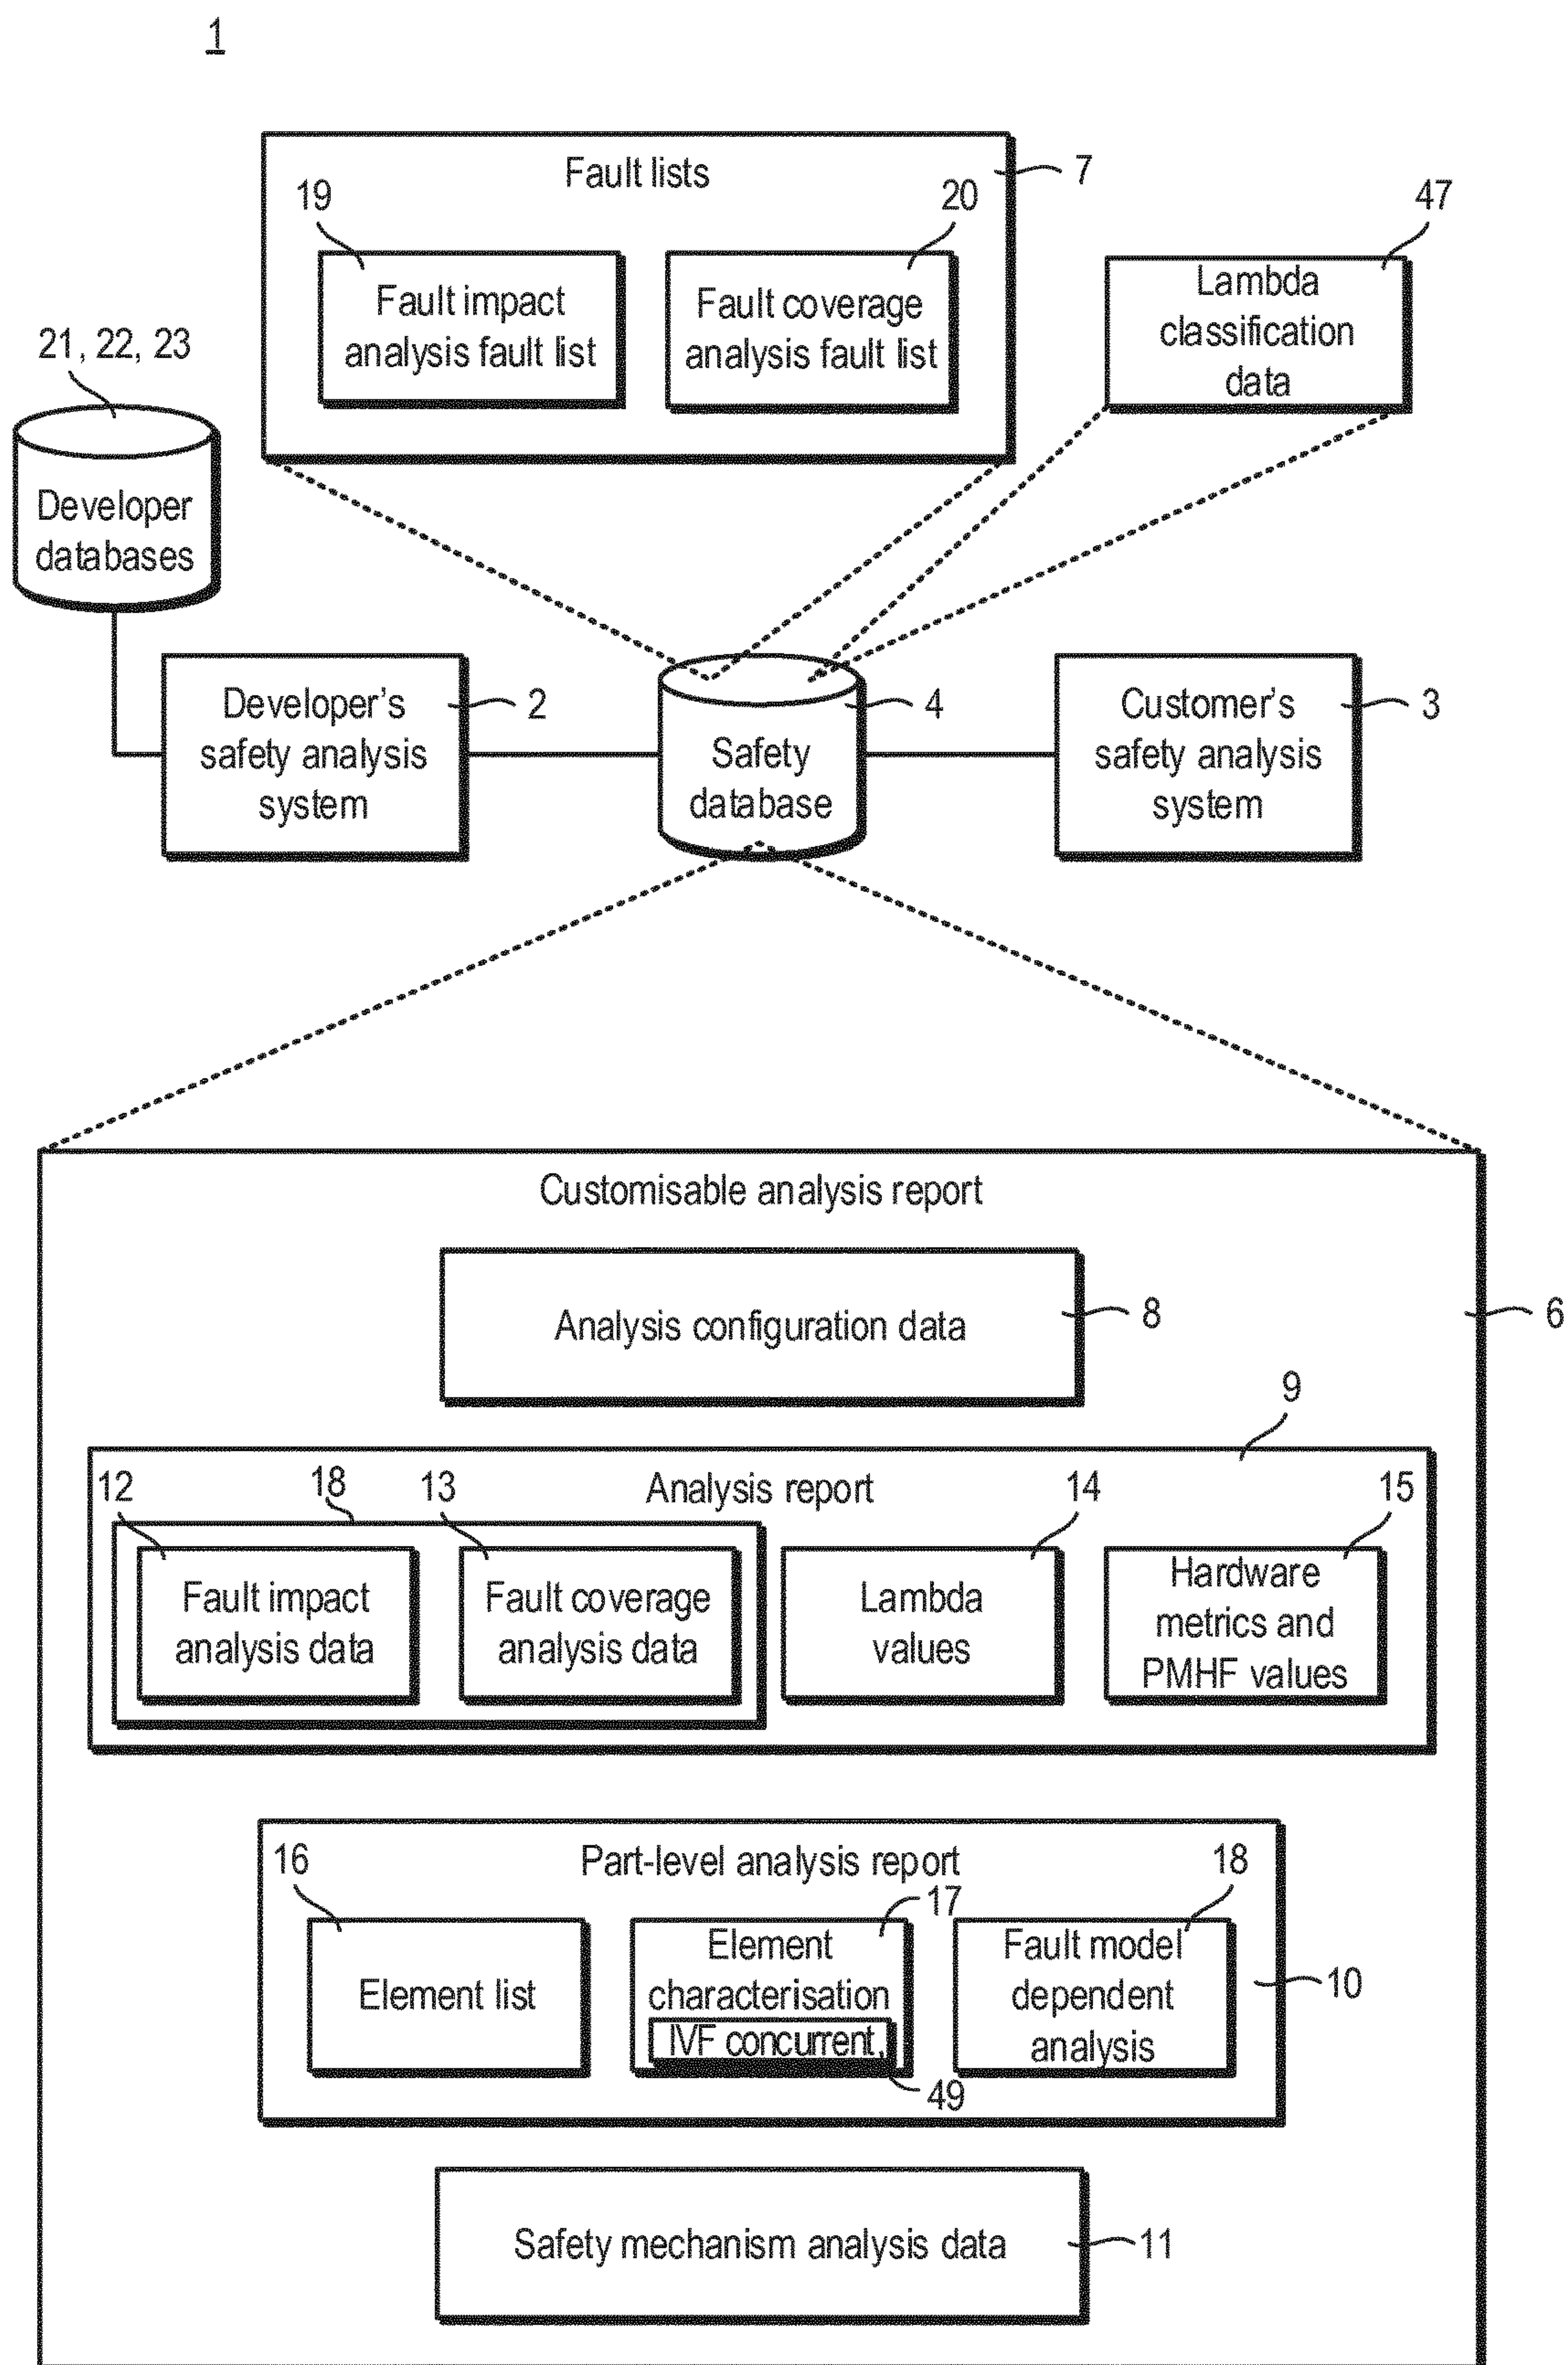 1
Fault lists
7
19
20
47
Fault impact
analysis fault list
Fault coverage
analysis fault list
Lambda
classification
data
21, 22, 23
Developer
databases
Developer's
safety analysis
system
2
Safety
database
4
Customer's
safety analysis
system
3
Customisable analysis report
Analysis configuration data
8
6
9
Analysis report
12
18
13
14
15
Fault impact
analysis data
Fault coverage
analysis data
Lambda
values
Hardware
metrics and
PMHF values
Part-level analysis report
16
17
18
Element list
Element
characterisation
IVF concurrent
49
Fault model
dependent
analysis
10
Safety mechanism analysis data
11